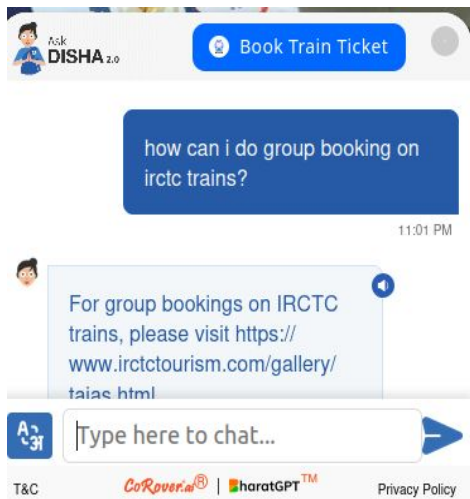 Ask
DISHA 2.0
Book Train Ticket
how can i do group booking on
irctc trains?
11:01 PM
For group bookings on IRCTC
trains, please visit https://
www.irctctourism.com/gallery/
tajas.html
A
अ
Type here to chat...
T&C
CoRover.ai® | BharatGPT™
Privacy Policy